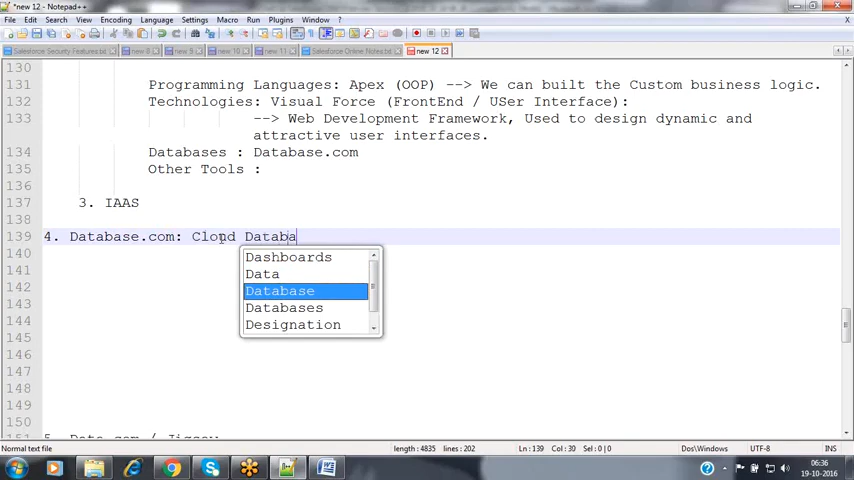 *new 12 - Notepad++
File Edit Search View Encoding Language Settings Macro Run Plugins Window ? X
Salesforce Security Features.txt new 8 new 9 new 10 new 11 Salesforce Online Notes.txt new 12
130
131 Programming Languages: Apex (OOP) --> We can built the Custom business logic.
132 Technologies: Visual Force (FrontEnd / USer Interface):
133 --> Web Development Framework, Used to design dynamic and
attractive user interfaces.
134 Databases : Database.com
135 Other Tools :
136
137 3. IAAS
138
139 4. Database.com: Cloud Databa
140 Dashboards
141 Data
142 Database
143 Databases
144 Designation
145
146
147
148
149
150
151 5. Data.com / Jigsaw
Normal text file length : 4835 lines : 202 Ln : 139 Col : 30 Sel : 0 | 0 Dos\Windows UTF-8 INS
06:36
19-10-2016